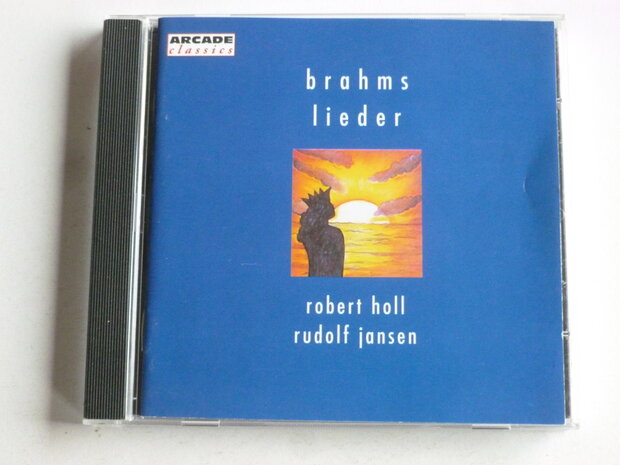 ARCADE
classics
brahms
lieder
robert holl
rudolf jansen